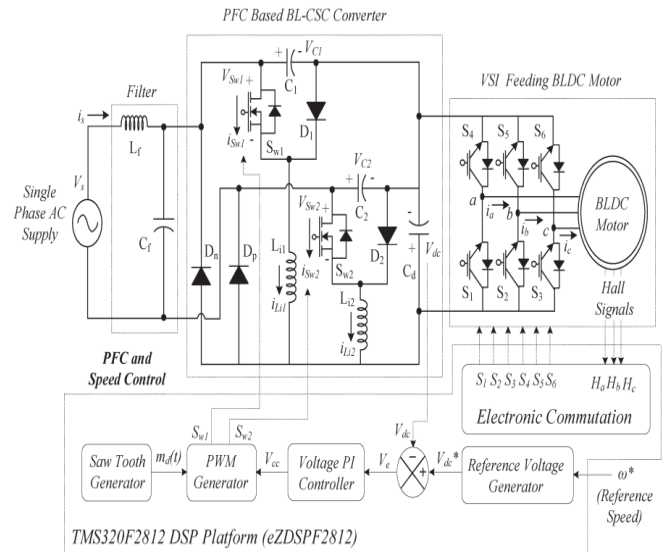 PFC Based BL-CSC Converter
VSI Feeding BLDC Motor
Filter
+ V_C1 -
C_1
V_Sw1 +
i_Sw1
S_w1
D_1
i_s
L_f
V_s
Single
Phase AC
Supply
C_f
V_C2
+ -
C_2
V_Sw2 +
i_Sw2
S_w2
D_2
D_n
D_p
L_i1
i_Li1
L_i2
i_Li2
- V_dc
C_d +
S_4
S_5
S_6
a
i_a
b
i_b
c
i_c
S_1
S_2
S_3
BLDC
Motor
Hall
Signals
PFC and
Speed Control
S_1 S_2 S_3 S_4 S_5 S_6
H_a H_b H_c
Electronic Commutation
S_w1
S_w2
V_dc
Saw Tooth
Generator
m_d(t)
PWM
Generator
V_cc
Voltage PI
Controller
V_e
- +
V_dc*
Reference Voltage
Generator
ω*
(Reference
Speed)
TMS320F2812 DSP Platform (eZDSPF2812)